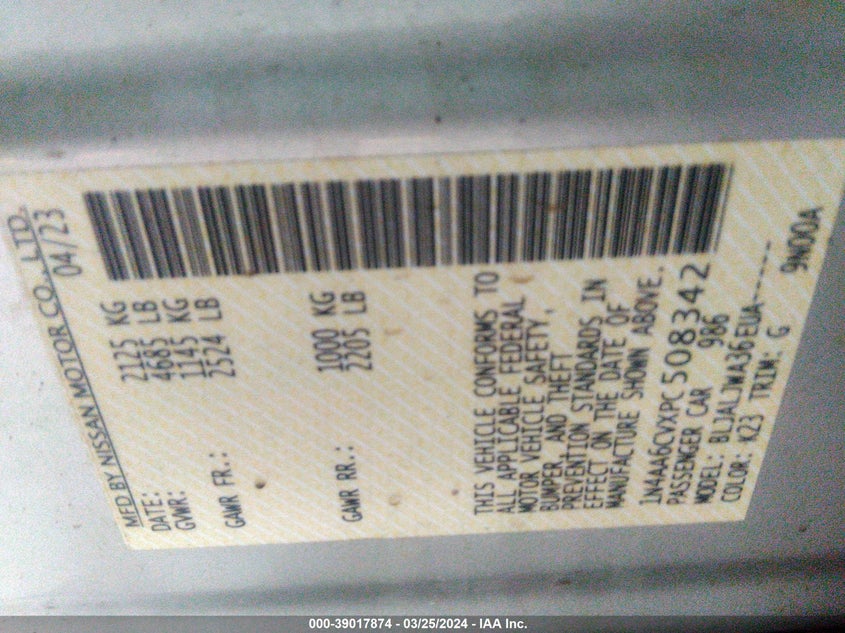 MFD BY NISSAN MOTOR CO., LTD.
DATE: 04/23
GVWR: 2125 KG
4685 LB
GAWR FR.: 1145 KG
2524 LB
GAWR RR.: 1000 KG
2205 LB
THIS VEHICLE CONFORMS TO
ALL APPLICABLE FEDERAL
MOTOR VEHICLE SAFETY,
BUMPER, AND THEFT
PREVENTION STANDARDS IN
EFFECT ON THE DATE OF
MANUFACTURE SHOWN ABOVE.
1N4AA6CVXPC508342
PASSENGER CAR 986
MODEL: BLJALJWA36EUA-----
COLOR: K23 TRIM: G 9N00A
000-39017874 - 03/25/2024 - IAA Inc.